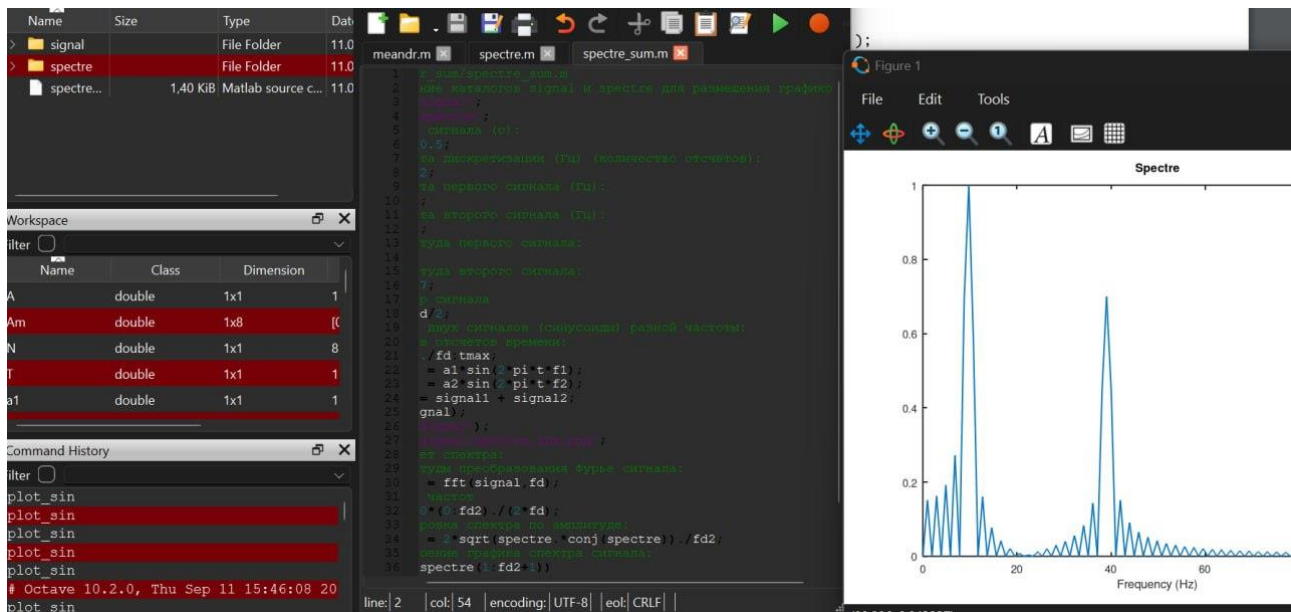 Name Size Type Dat
signal File Folder 11.0
spectre File Folder 11.0
spectre... 1,40 KiB Matlab source c... 11.0
Workspace
ilter
Name Class Dimension
A double 1x1 1
Am double 1x8 [0
N double 1x1 8
T double 1x1 1
a1 double 1x1 1
Command History
ilter
plot_sin
plot_sin
plot_sin
plot_sin
plot_sin
# Octave 10.2.0, Thu Sep 11 15:46:08 20
plot_sin
meandr.m spectre.m spectre_sum.m
1 r_sum/spectre_sum.m
2 ние каталогов signal и spectre для размещения графико
3
4
5 сигнала (с):
6 0.5;
7 та дискретизации (Гц) (количество отсчётов):
8 2;
9 та первого сигнала (Гц):
10 ;
11 та второго сигнала (Гц):
12 ;
13 туда первого сигнала:
14
15 туда второго сигнала:
16 7;
17 р сигнала
18 d/2;
19 двух сигналов (синусоиды) разной частоты:
20 в отсчётов времени:
21 ./fd:tmax;
22 = a1*sin(2*pi*t*f1);
23 = a2*sin(2*pi*t*f2);
24 = signal1 + signal2;
25 gnal);
26 );
27 ;
28 ет спектра:
29 туды преобразования Фурье сигнала:
30 = fft(signal,fd);
31 частот
32 0*(0:fd2)./(2*fd);
33 ровка спектра по амплитуде:
34 = 2*sqrt(spectre.*conj(spectre))./fd2;
35 оение графика спектра сигнала:
36 spectre(1:fd2+1))
line: 2 col: 54 encoding: UTF-8 eol: CRLF
);
Figure 1
File Edit Tools
A
Spectre
1
0.8
0.6
0.4
0.2
0
0 20 40 60
Frequency (Hz)